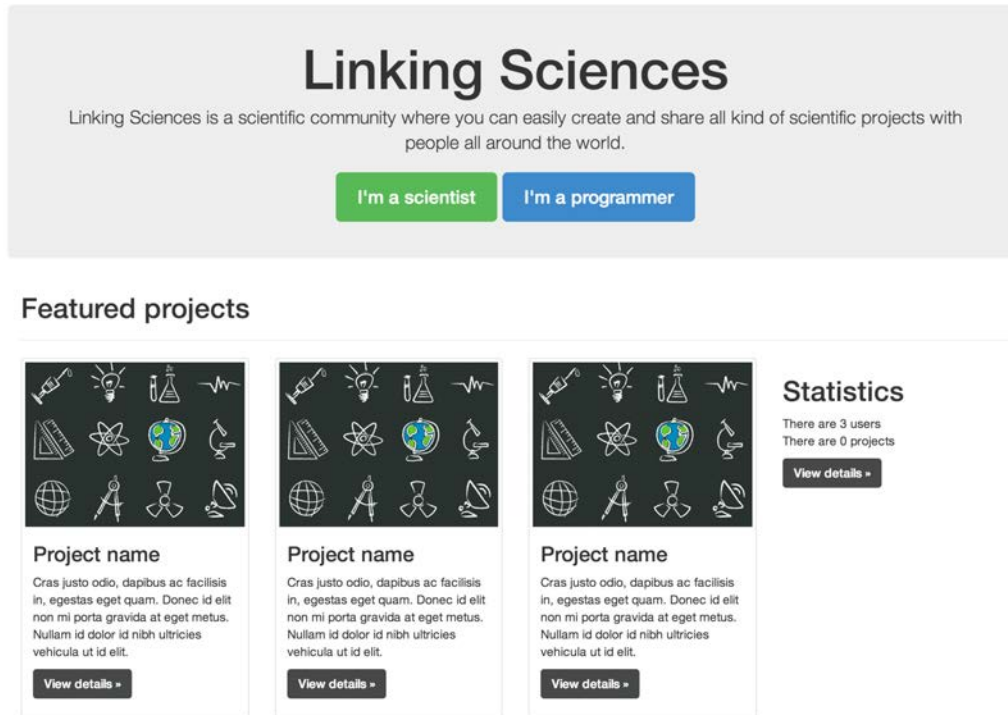 Linking Sciences
Linking Sciences is a scientific community where you can easily create and share all kind of scientific projects with
people all around the world.
I'm a scientist
I'm a programmer
Featured projects
Project name
Cras justo odio, dapibus ac facilisis
in, egestas eget quam. Donec id elit
non mi porta gravida at eget metus.
Nullam id dolor id nibh ultricies
vehicula ut id elit.
View details »
Project name
Cras justo odio, dapibus ac facilisis
in, egestas eget quam. Donec id elit
non mi porta gravida at eget metus.
Nullam id dolor id nibh ultricies
vehicula ut id elit.
View details »
Project name
Cras justo odio, dapibus ac facilisis
in, egestas eget quam. Donec id elit
non mi porta gravida at eget metus.
Nullam id dolor id nibh ultricies
vehicula ut id elit.
View details »
Statistics
There are 3 users
There are 0 projects
View details »